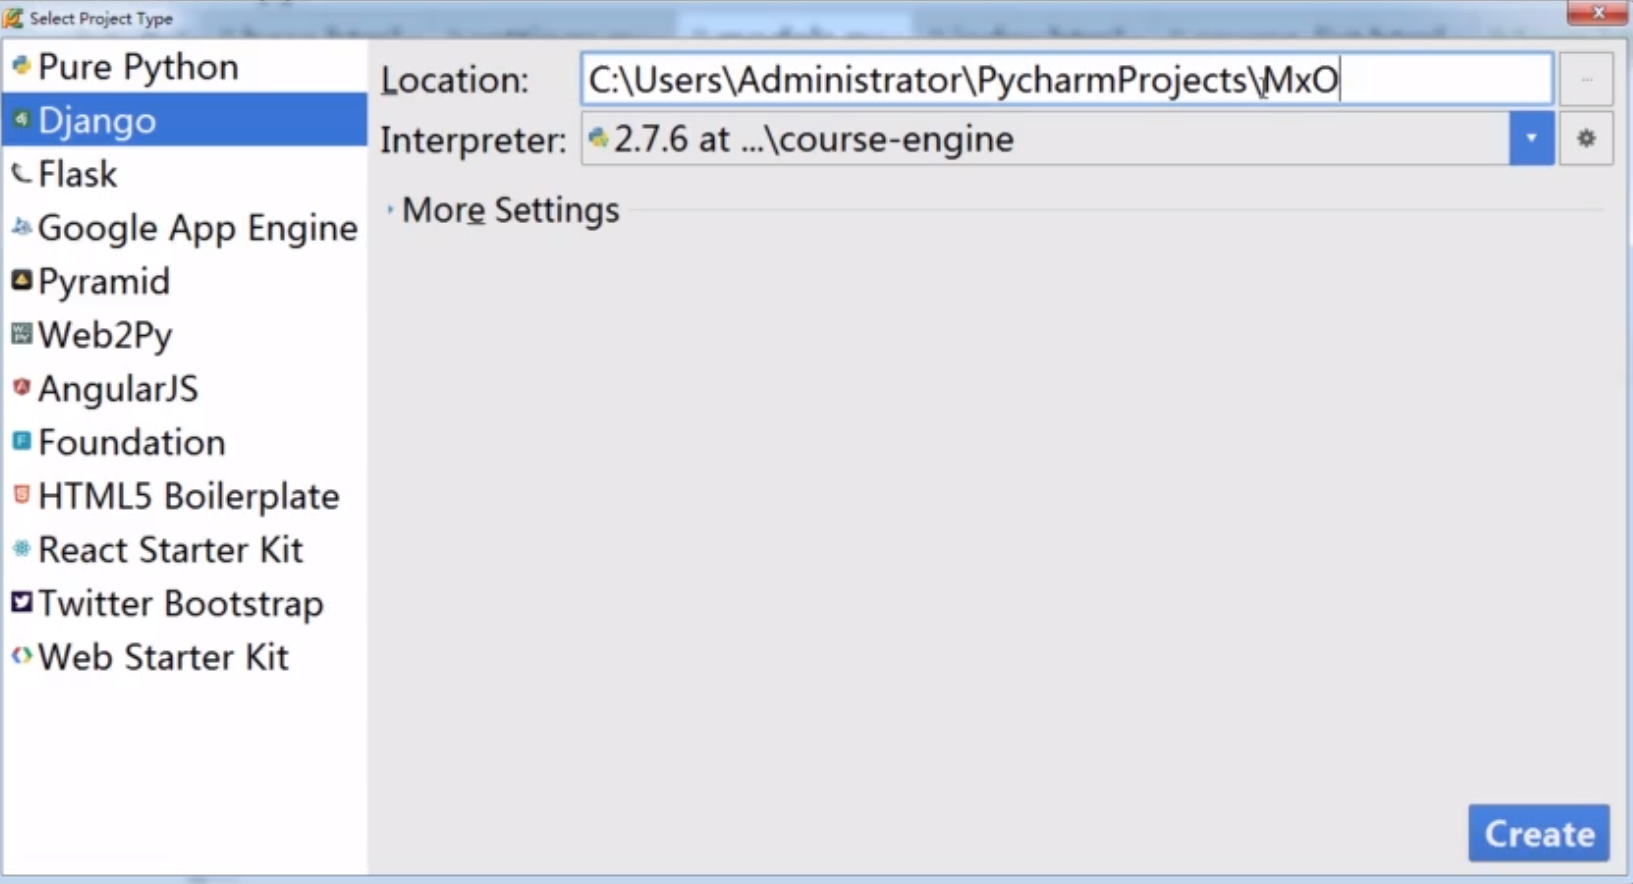 Select Project Type
Pure Python
Django
Flask
Google App Engine
Pyramid
Web2Py
AngularJS
Foundation
HTML5 Boilerplate
React Starter Kit
Twitter Bootstrap
Web Starter Kit
Location: C:\Users\Administrator\PycharmProjects\MxO
...
Interpreter: 2.7.6 at ...\course-engine
More Settings
Create